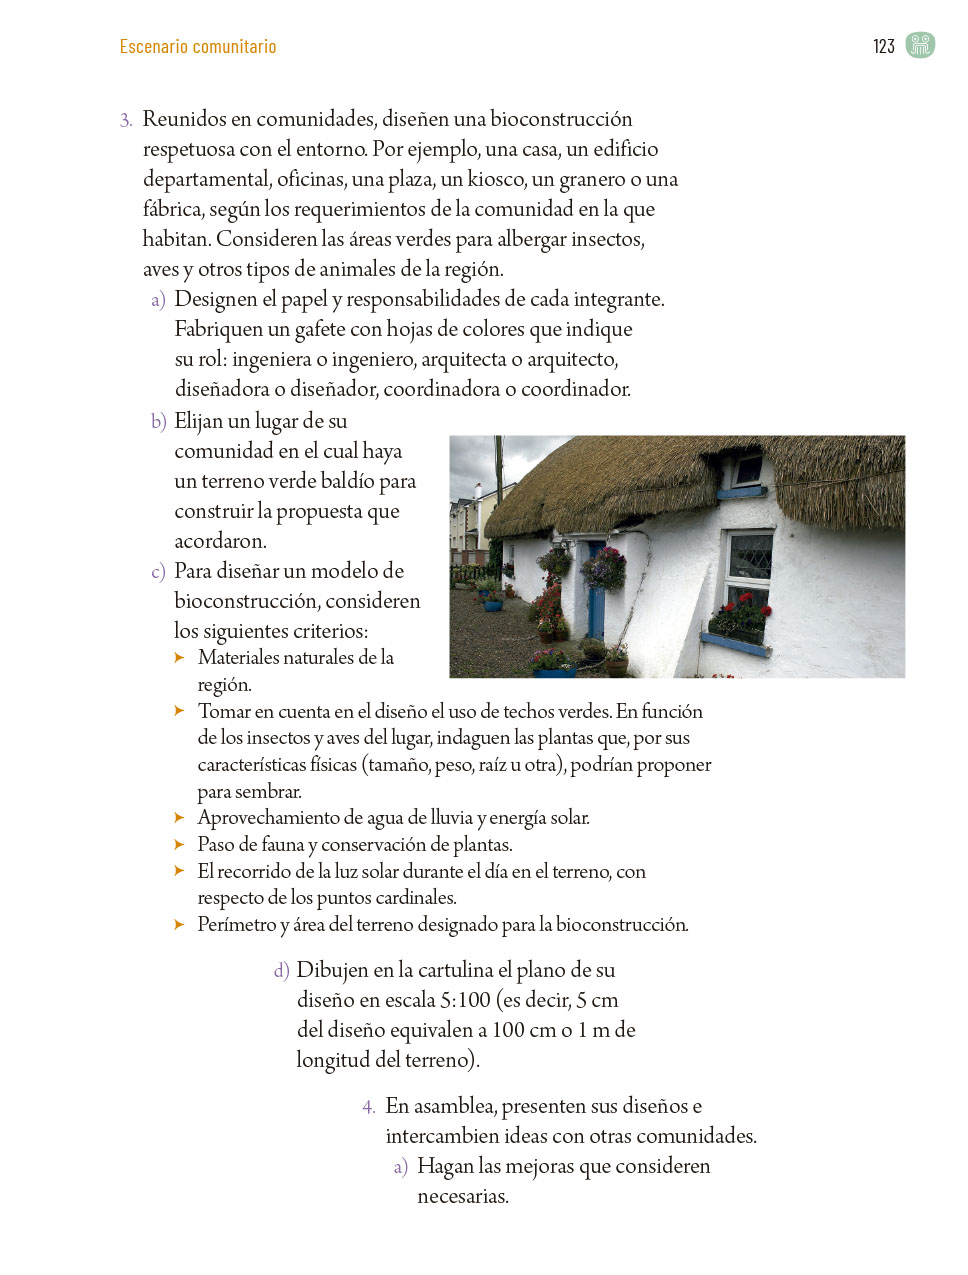 Escenario comunitario
123
3. Reunidos en comunidades, diseñen una bioconstrucción
respetuosa con el entorno. Por ejemplo, una casa, un edificio
departamental, oficinas, una plaza, un kiosco, un granero o una
fábrica, según los requerimientos de la comunidad en la que
habitan. Consideren las áreas verdes para albergar insectos,
aves y otros tipos de animales de la región.
a) Designen el papel y responsabilidades de cada integrante.
Fabriquen un gafete con hojas de colores que indique
su rol: ingeniera o ingeniero, arquitecta o arquitecto,
diseñadora o diseñador, coordinadora o coordinador.
b) Elijan un lugar de su
comunidad en el cual haya
un terreno verde baldío para
construir la propuesta que
acordaron.
c) Para diseñar un modelo de
bioconstrucción, consideren
los siguientes criterios:
➤ Materiales naturales de la
región.
➤ Tomar en cuenta en el diseño el uso de techos verdes. En función
de los insectos y aves del lugar, indaguen las plantas que, por sus
características físicas (tamaño, peso, raíz u otra), podrían proponer
para sembrar.
➤ Aprovechamiento de agua de lluvia y energía solar.
➤ Paso de fauna y conservación de plantas.
➤ El recorrido de la luz solar durante el día en el terreno, con
respecto de los puntos cardinales.
➤ Perímetro y área del terreno designado para la bioconstrucción.
d) Dibujen en la cartulina el plano de su
diseño en escala 5:100 (es decir, 5 cm
del diseño equivalen a 100 cm o 1 m de
longitud del terreno).
4. En asamblea, presenten sus diseños e
intercambien ideas con otras comunidades.
a) Hagan las mejoras que consideren
necesarias.